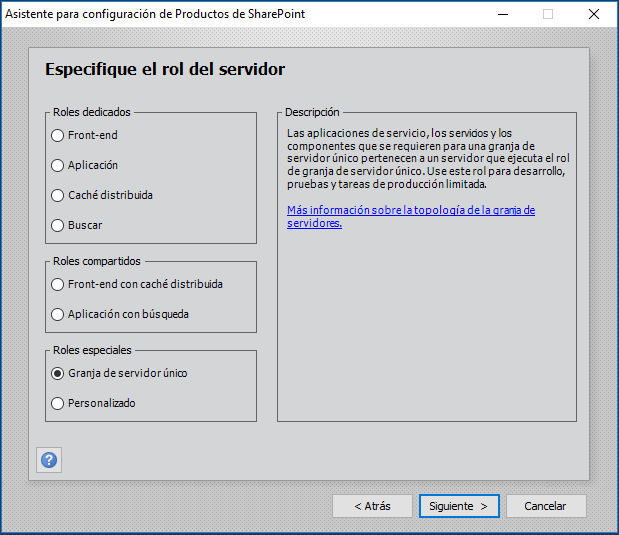 Asistente para configuración de Productos de SharePoint
Especifique el rol del servidor
Roles dedicados
Front-end
Aplicación
Caché distribuida
Buscar
Roles compartidos
Front-end con caché distribuida
Aplicación con búsqueda
Roles especiales
Granja de servidor único
Personalizado
Descripción
Las aplicaciones de servicio, los servicios y los
componentes que se requieren para una granja de
servidor único pertenecen a un servidor que ejecuta el rol
de granja de servidor único. Use este rol para desarrollo,
pruebas y tareas de producción limitada.
Más información sobre la topología de la granja de
servidores.
?
< Atrás
Siguiente >
Cancelar